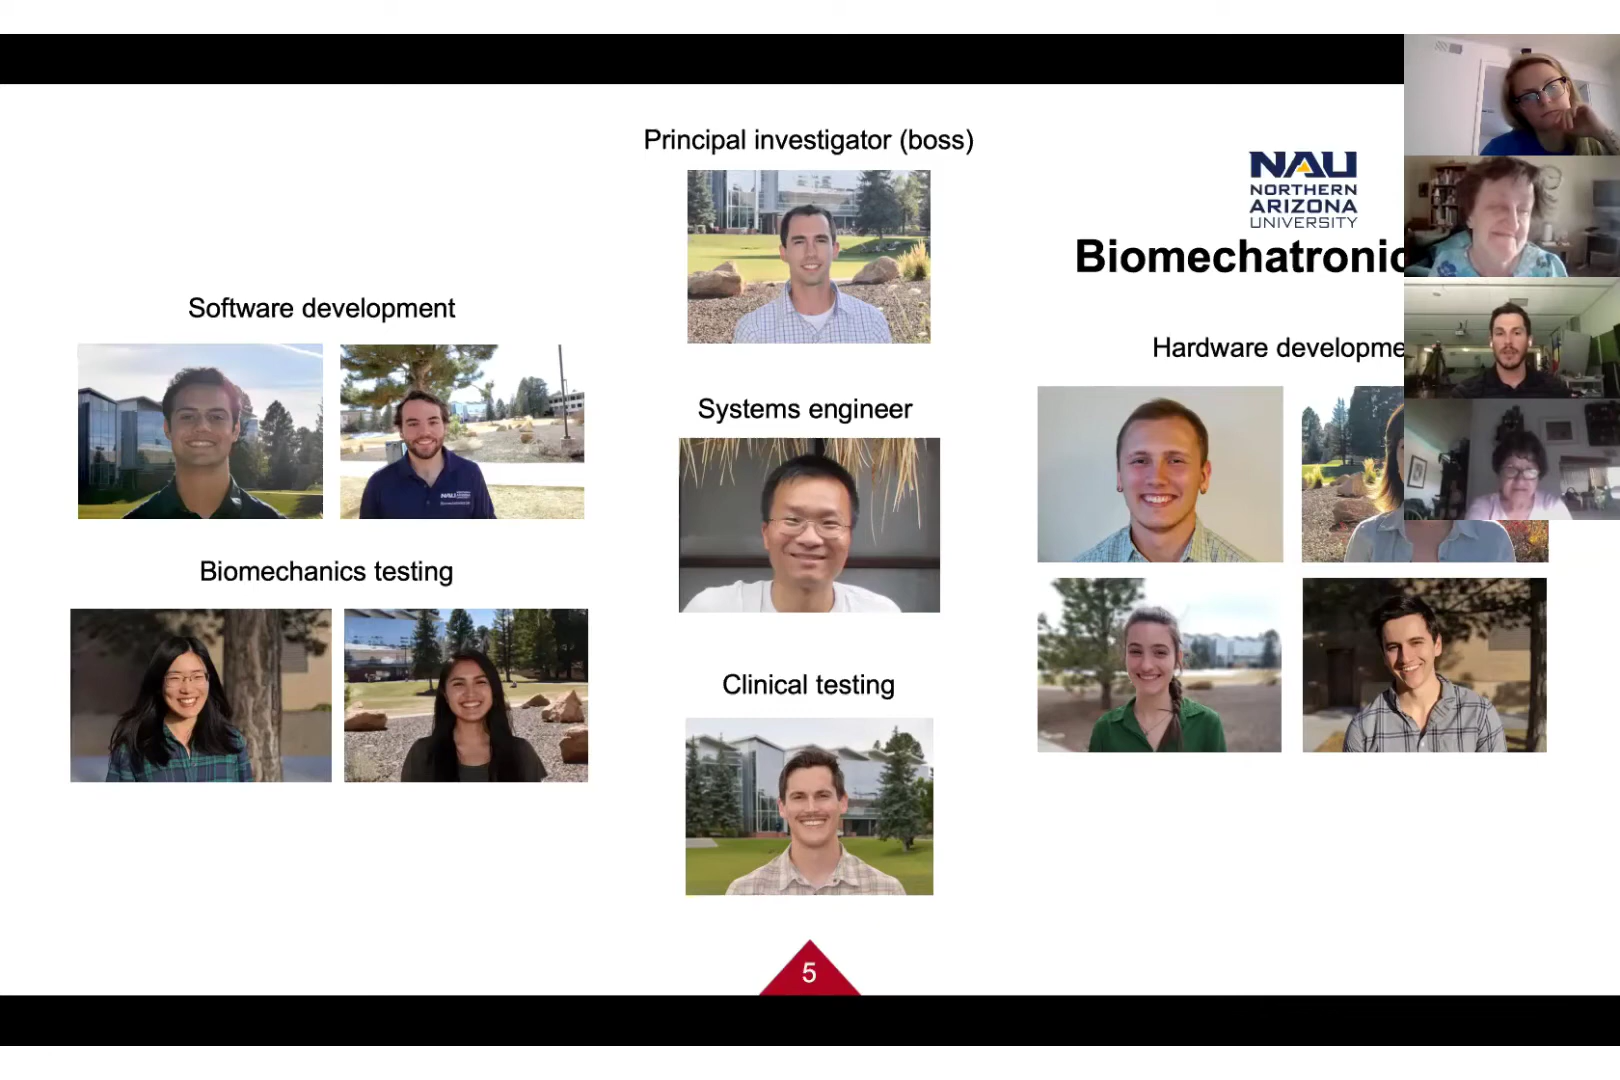 Principal investigator (boss)
NAU
NORTHERN
ARIZONA
UNIVERSITY
Biomechatronic
Software development
Hardware developme
Systems engineer
NAU
Biomechanics testing
Clinical testing
5